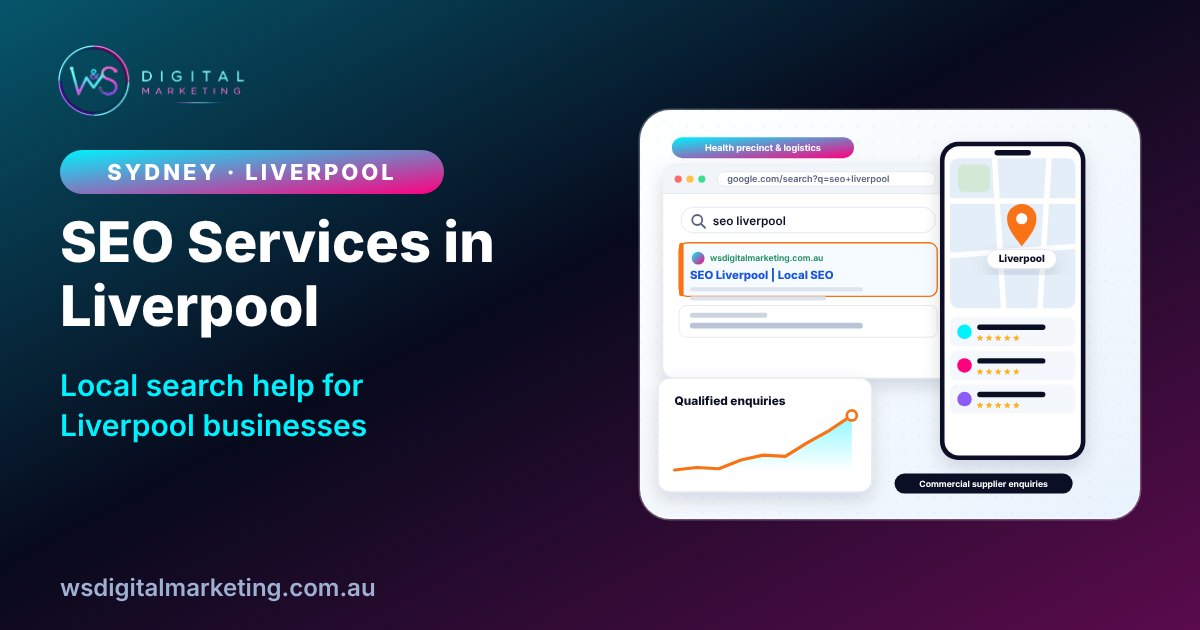 W&S DIGITAL
MARKETING
SYDNEY · LIVERPOOL
SEO Services in
Liverpool
Local search help for
Liverpool businesses
wsdigitalmarketing.com.au
Health precinct & logistics
google.com/search?q=seo+liverpool
seo liverpool
wsdigitalmarketing.com.au
SEO Liverpool | Local SEO
Qualified enquiries
Liverpool
Commercial supplier enquiries